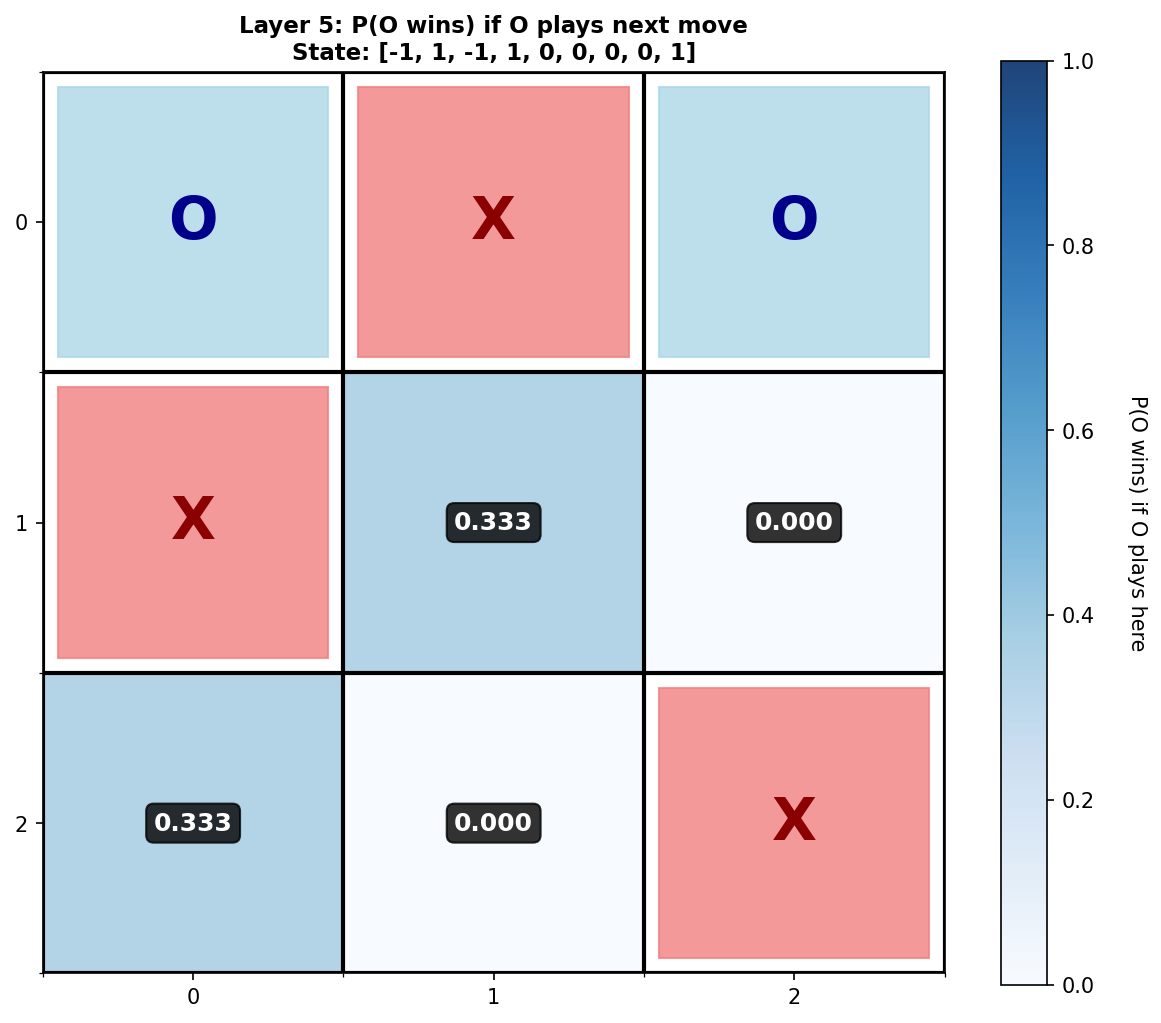 Layer 5: P(O wins) if O plays next move
State: [-1, 1, -1, 1, 0, 0, 0, 0, 1]
0
O
X
O
1
X
0.333
0.000
2
0.333
0.000
X
0
1
2
1.0
0.8
0.6
0.4
0.2
0.0
P(O wins) if O plays here